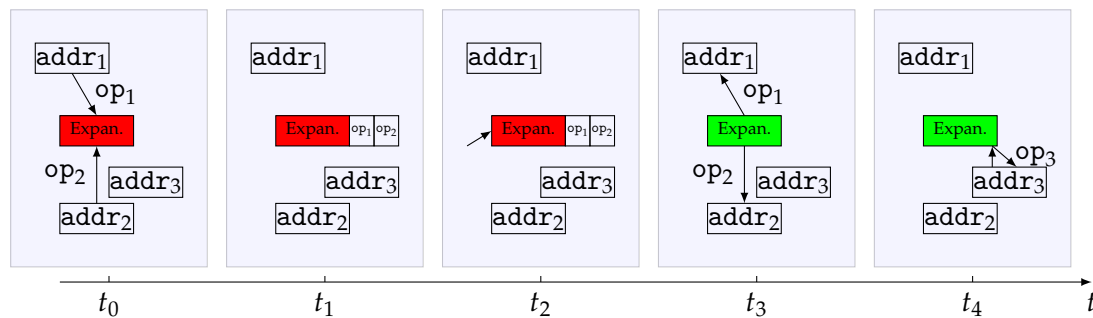 addr₁
op₁
Expan.
op₂
addr₃
addr₂
t₀
addr₁
Expan. op₁ op₂
addr₃
addr₂
t₁
addr₁
Expan. op₁ op₂
addr₃
addr₂
t₂
addr₁
op₁
Expan.
op₂
addr₃
addr₂
t₃
addr₁
Expan.
op₃
addr₃
addr₂
t₄
t